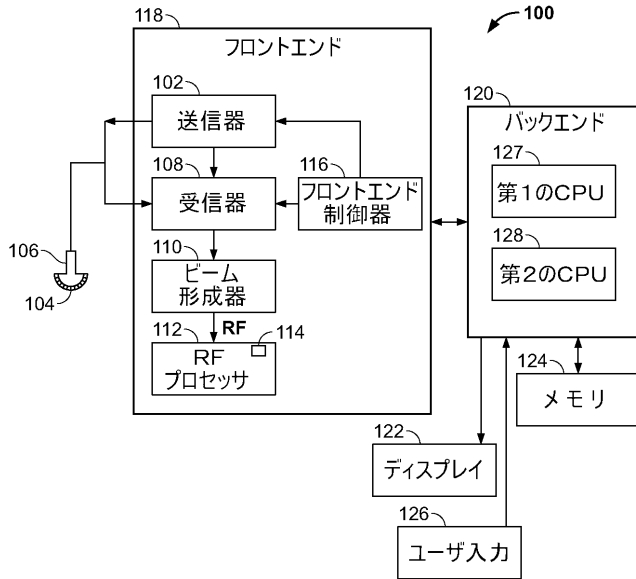 100
118
フロントエンド
102
送信器
108
受信器
116
フロントエンド
制御器
110
ビーム
形成器
RF
112
114
RF
プロセッサ
106
104
120
バックエンド
127
第1のCPU
128
第2のCPU
124
メモリ
122
ディスプレイ
126
ユーザ入力